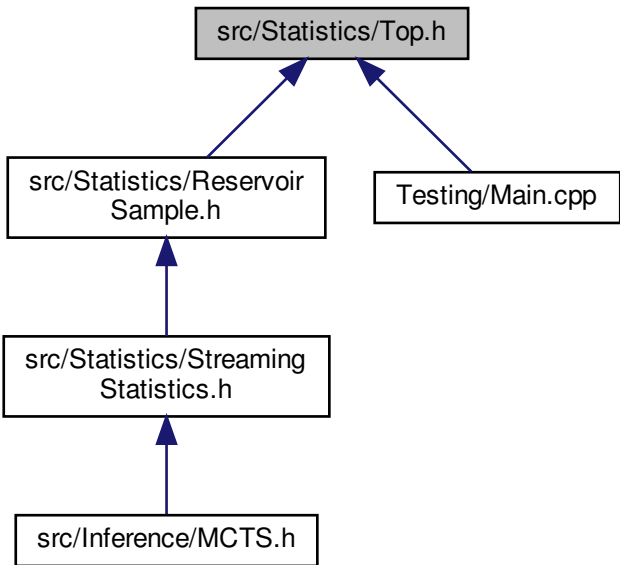 src/Statistics/Top.h
src/Statistics/Reservoir
Sample.h
Testing/Main.cpp
src/Statistics/Streaming
Statistics.h
src/Inference/MCTS.h